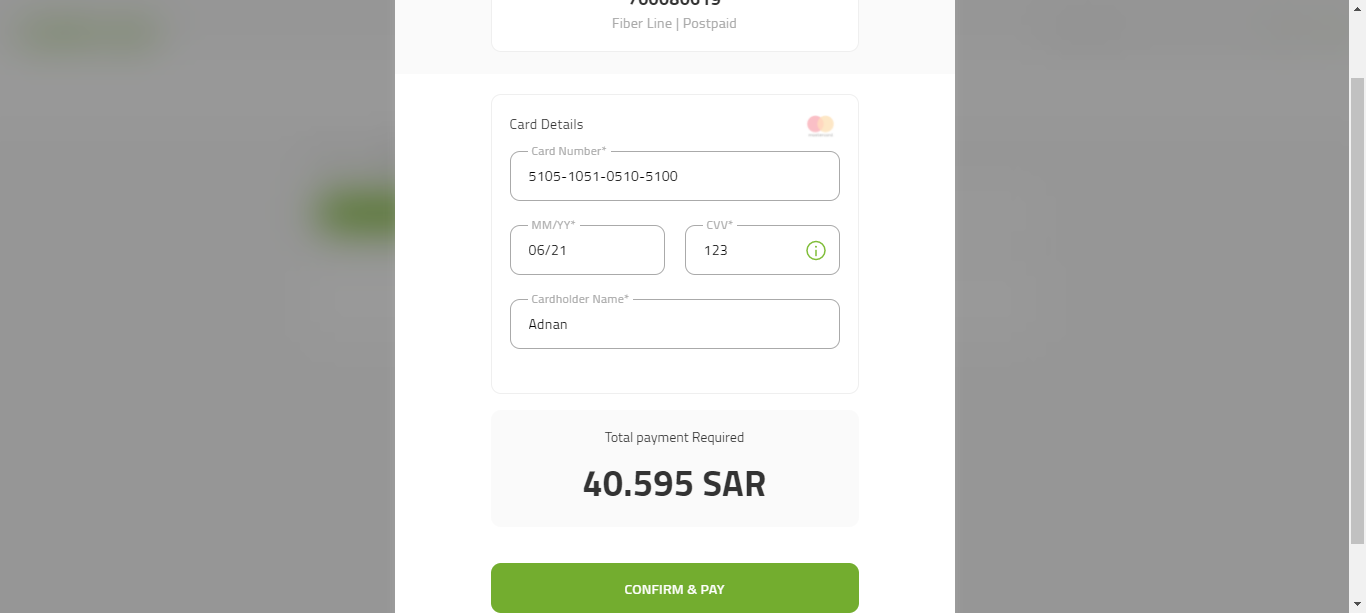 Fiber Line | Postpaid
Card Details
Card Number*
5105-1051-0510-5100
MM/YY* CVV*
06/21 123
Cardholder Name*
Adnan
Total payment Required
40.595 SAR
CONFIRM & PAY